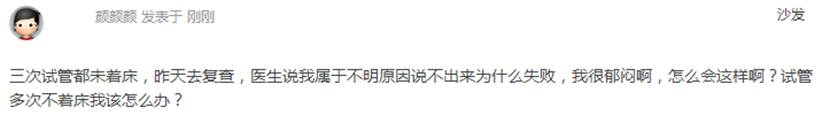 颜颜颜 发表于 刚刚 沙发
三次试管都未着床，昨天去复查，医生说我属于不明原因说不出来为什么失败，我很郁闷啊，怎么会这样啊？试管
多次不着床我该怎么办？